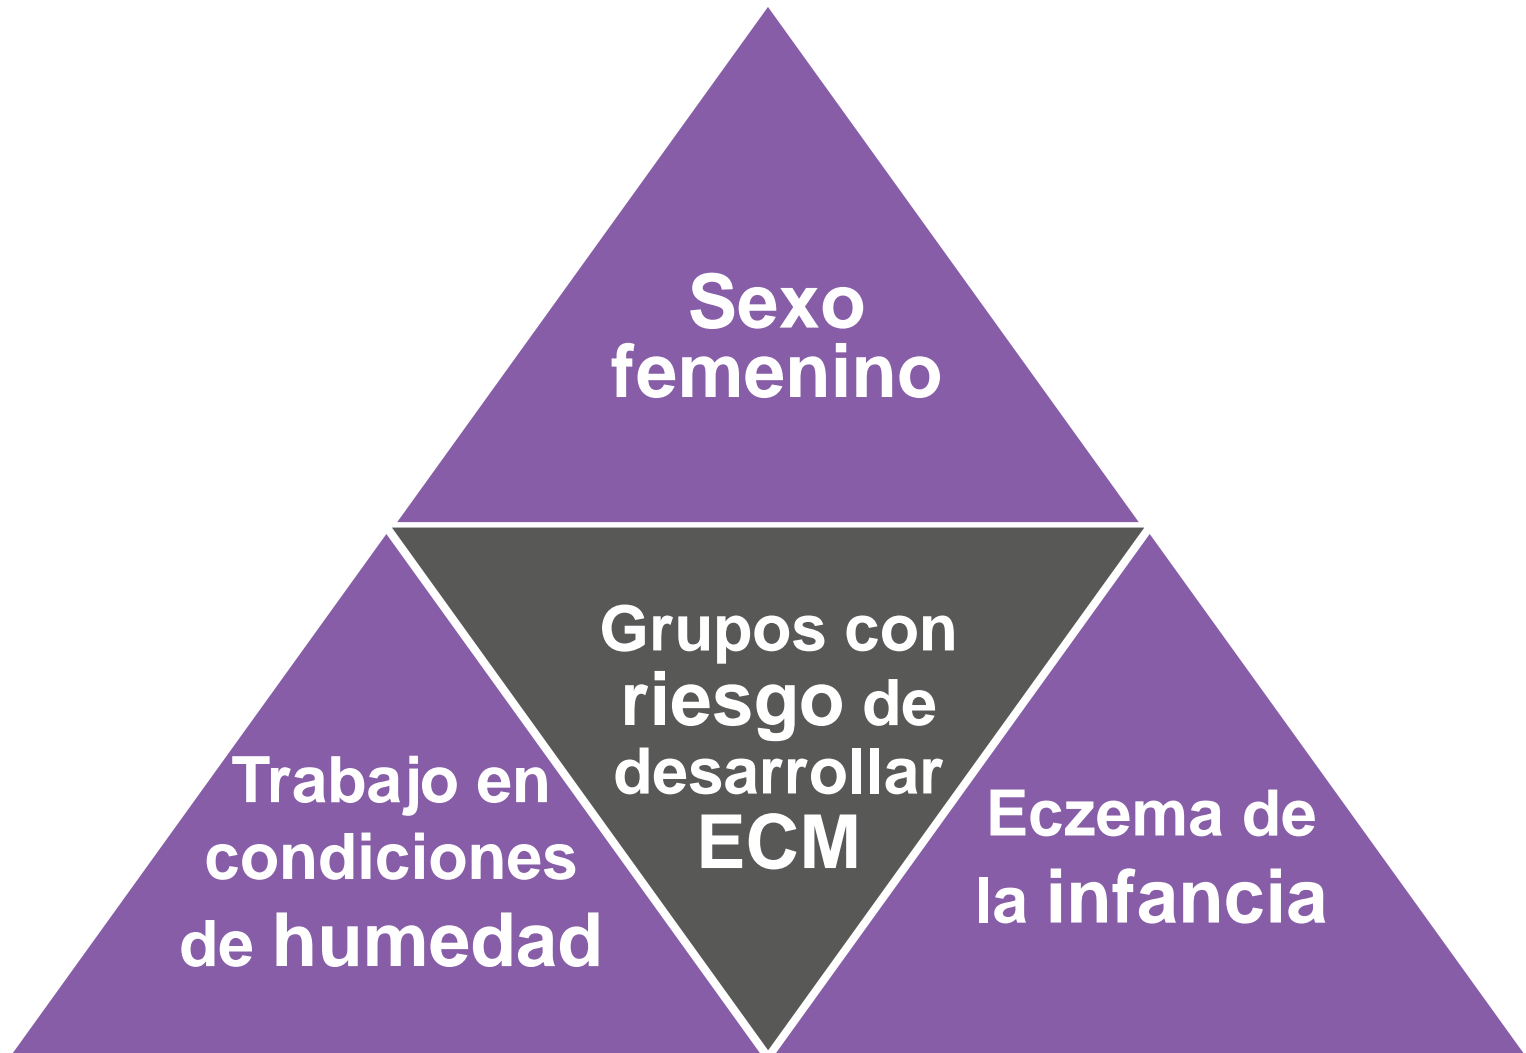 Sexo
femenino
Grupos con
riesgo de
desarrollar
ECM
Trabajo en
condiciones
de humedad
Eczema de
la infancia